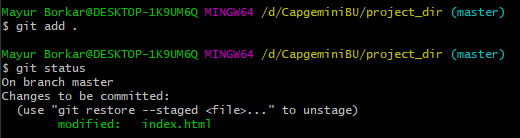 Mayur Borkar@DESKTOP-1K9UM6Q MINGW64 /d/CapgeminiBU/project_dir (master)
$ git add .
Mayur Borkar@DESKTOP-1K9UM6Q MINGW64 /d/CapgeminiBU/project_dir (master)
$ git status
On branch master
Changes to be committed:
  (use "git restore --staged <file>..." to unstage)
        modified:   index.html